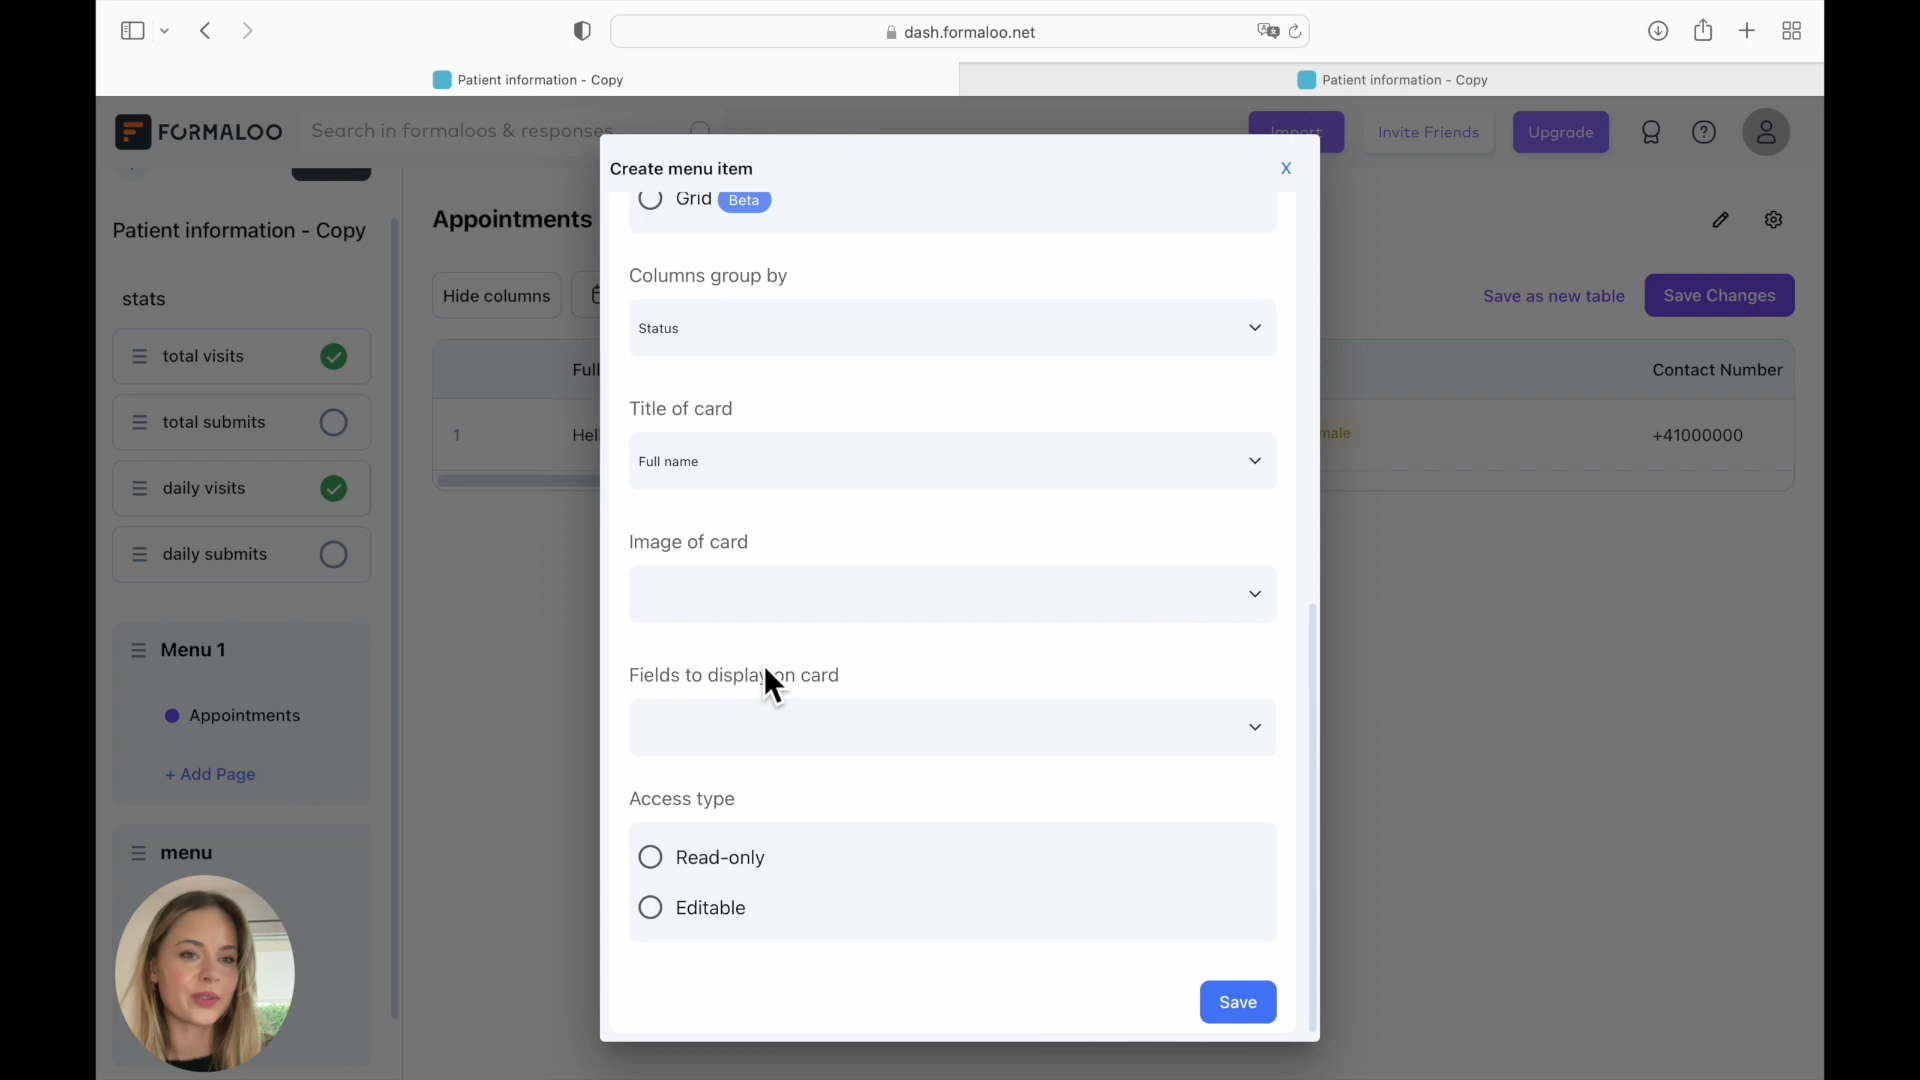 dash.formaloo.net
Patient information - Copy
Patient information - Copy
FORMALOO
Search in formaloos & responses
Import
Invite Friends
Upgrade
Create menu item
X
Grid
Beta
Patient information - Copy
Appointments
Columns group by
stats
Hide columns
Status
Save as new table
Save Changes
total visits
Full
Contact Number
Title of card
total submits
1
Hel
Full name
male
+41000000
daily visits
Image of card
daily submits
Menu 1
Fields to display on card
Appointments
+ Add Page
Access type
menu
Read-only
Editable
Save